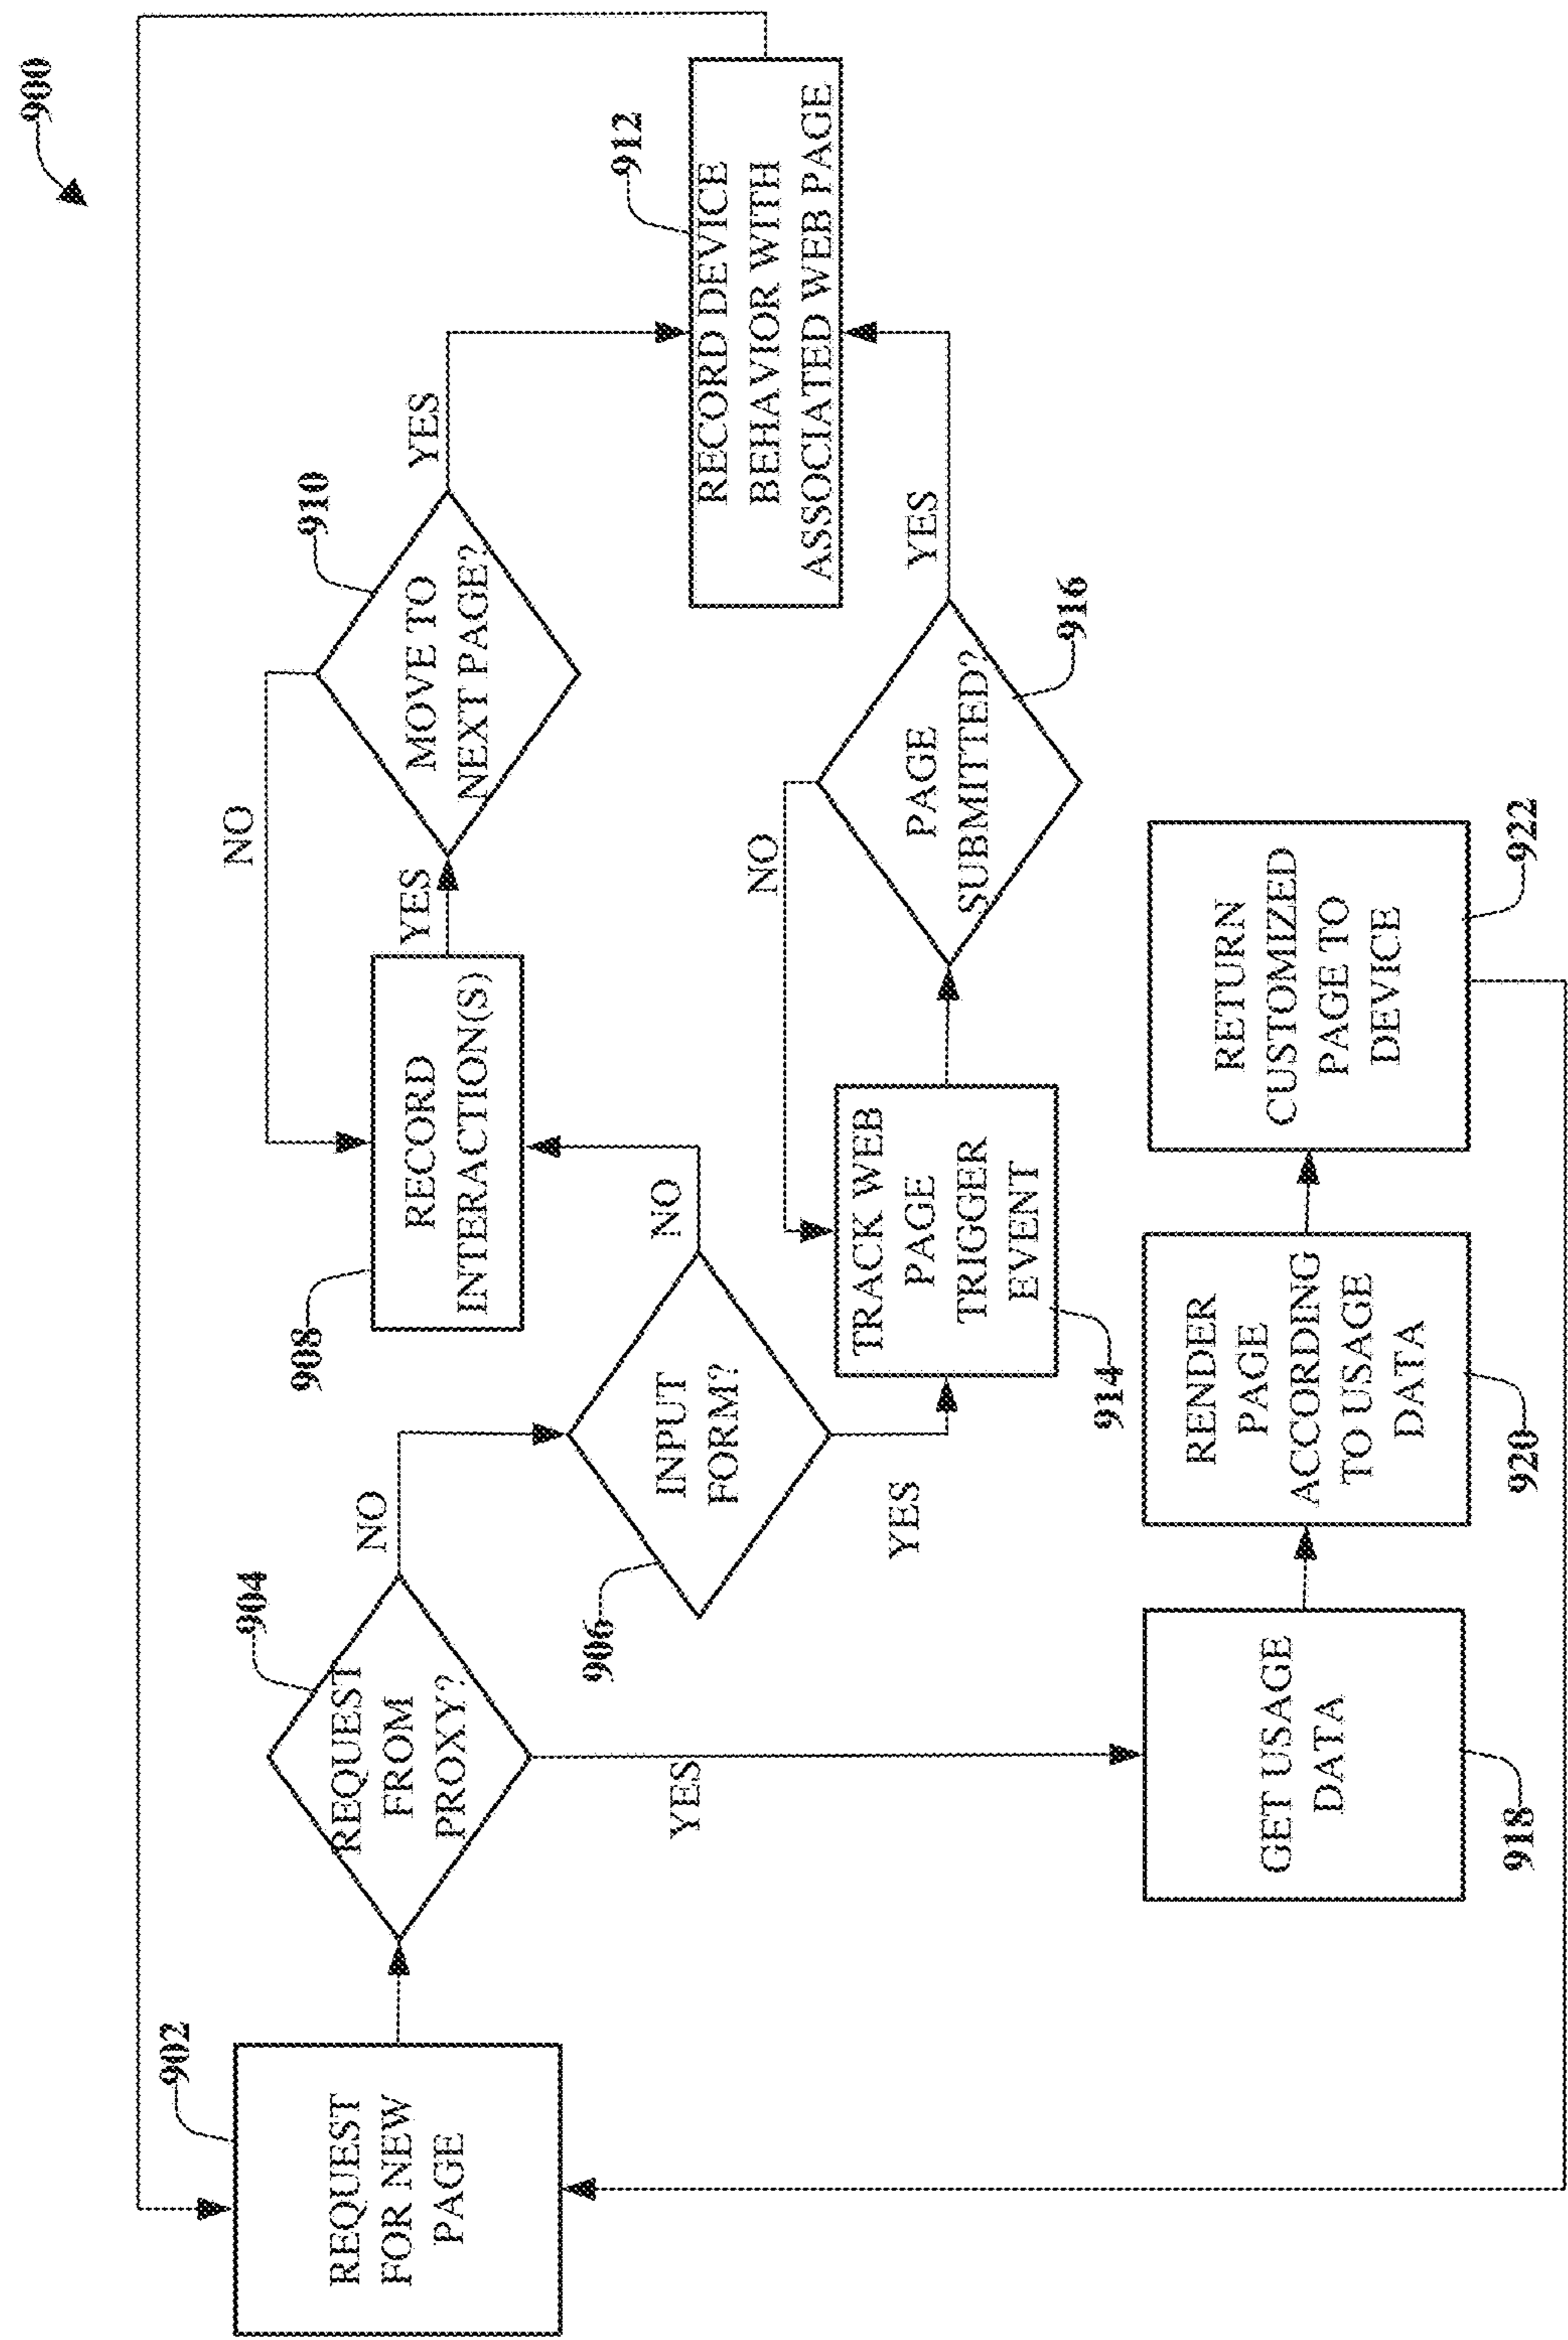 900
902
REQUEST
FOR NEW
PAGE
904
REQUEST
FROM
PROXY?
NO
YES
906
INPUT
FORM?
NO
YES
908
RECORD
INTERACTION(S)
YES
NO
910
MOVE TO
NEXT PAGE?
YES
912
RECORD DEVICE
BEHAVIOR WITH
ASSOCIATED WEB PAGE
914
TRACK WEB
PAGE
TRIGGER
EVENT
NO
916
PAGE
SUBMITTED?
YES
918
GET USAGE
DATA
920
RENDER
PAGE
ACCORDING
TO USAGE
DATA
922
RETURN
CUSTOMIZED
PAGE TO
DEVICE